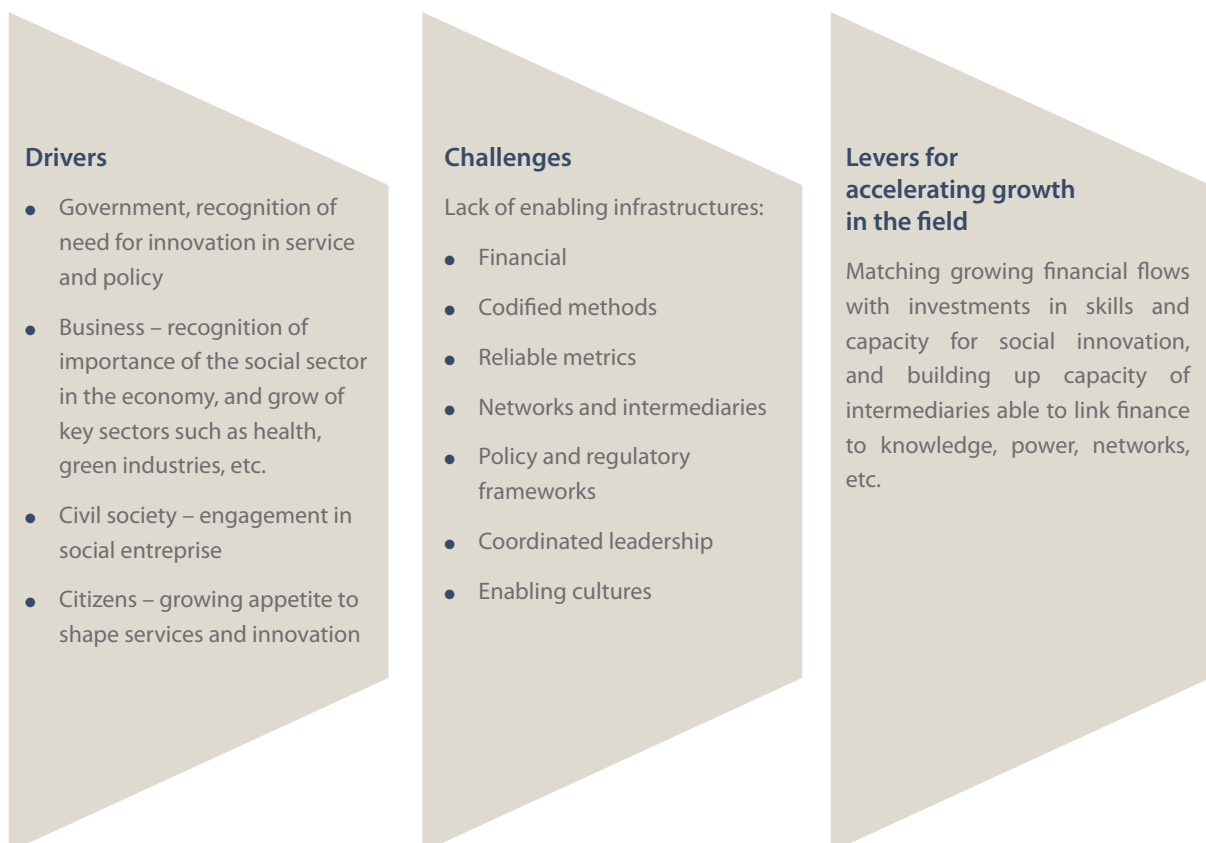 Drivers
• Government, recognition of
need for innovation in service
and policy
• Business – recognition of
importance of the social sector
in the economy, and grow of
key sectors such as health,
green industries, etc.
• Civil society – engagement in
social entreprise
• Citizens – growing appetite to
shape services and innovation
Challenges
Lack of enabling infrastructures:
• Financial
• Codified methods
• Reliable metrics
• Networks and intermediaries
• Policy and regulatory
frameworks
• Coordinated leadership
• Enabling cultures
Levers for
accelerating growth
in the field
Matching growing financial flows
with investments in skills and
capacity for social innovation,
and building up capacity of
intermediaries able to link finance
to knowledge, power, networks,
etc.